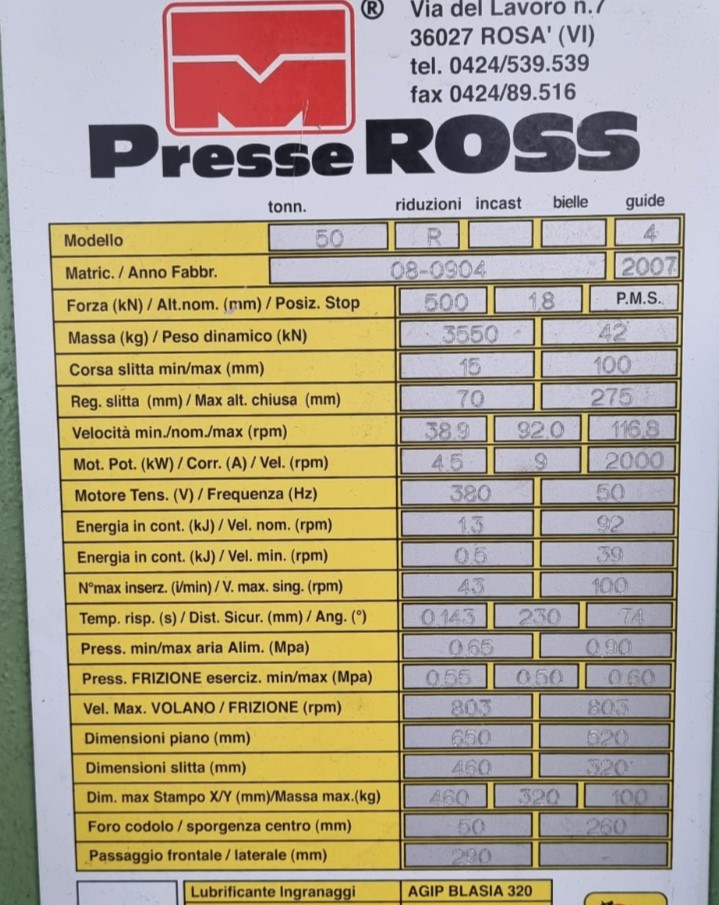 ® Via del Lavoro n.7
36027 ROSA' (VI)
tel. 0424/539.539
fax 0424/89.516
Presse ROSS
tonn. riduzioni incast bielle guide
Modello 50 R 4
Matric. / Anno Fabbr. 08-0904 2007
Forza (kN) / Alt.nom. (mm) / Posiz. Stop 500 1,8 P.M.S.
Massa (kg) / Peso dinamico (kN) 3550 42
Corsa slitta min/max (mm) 15 100
Reg. slitta (mm) / Max alt. chiusa (mm) 70 275
Velocità min./nom./max (rpm) 38.9 92.0 116.8
Mot. Pot. (kW) / Corr. (A) / Vel. (rpm) 4.5 9 2000
Motore Tens. (V) / Frequenza (Hz) 380 50
Energia in cont. (kJ) / Vel. nom. (rpm) 1.3 92
Energia in cont. (kJ) / Vel. min. (rpm) 0.5 39
N°max inserz. (i/min) / V. max. sing. (rpm) 43 100
Temp. risp. (s) / Dist. Sicur. (mm) / Ang. (°) 0.143 230 74
Press. min/max aria Alim. (Mpa) 0.65 0.90
Press. FRIZIONE eserciz. min/max (Mpa) 0.55 0.50 0.60
Vel. Max. VOLANO / FRIZIONE (rpm) 803 803
Dimensioni piano (mm) 650 520
Dimensioni slitta (mm) 460 320
Dim. max Stampo X/Y (mm)/Massa max.(kg) 460 320 100
Foro codolo / sporgenza centro (mm) 50 260
Passaggio frontale / laterale (mm) 290 -
Lubrificante Ingranaggi AGIP BLASIA 320